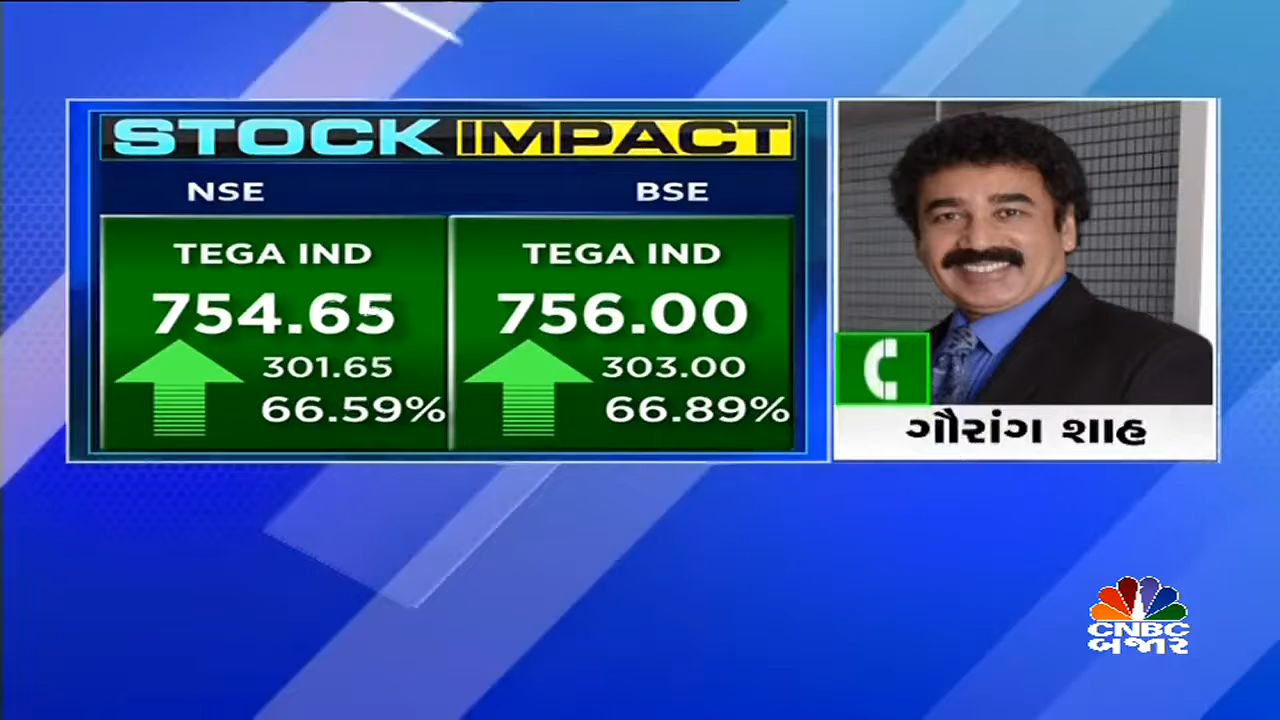 STOCK IMPACT
NSE BSE
TEGA IND
754.65
301.65
66.59%
TEGA IND
756.00
303.00
66.89%
ગૌરાંગ શાહ
CNBC
બજાર